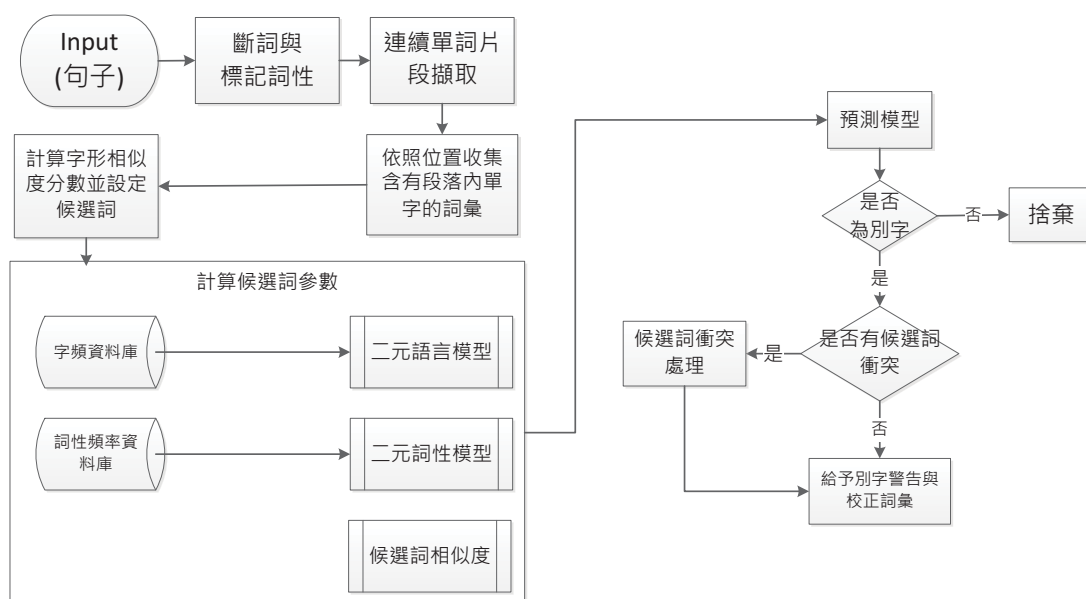 Input
(句子)
斷詞與
標記詞性
連續單詞片
段擷取
依照位置收集
含有段落內單
字的詞彙
計算字形相似
度分數並設定
候選詞
計算候選詞參數
字頻資料庫
二元語言模型
詞性頻率資
料庫
二元詞性模型
候選詞相似度
預測模型
是否
為別字
否
捨棄
是
是否有候選詞
衝突
是
候選詞衝突
處理
否
給予別字警告與
校正詞彙